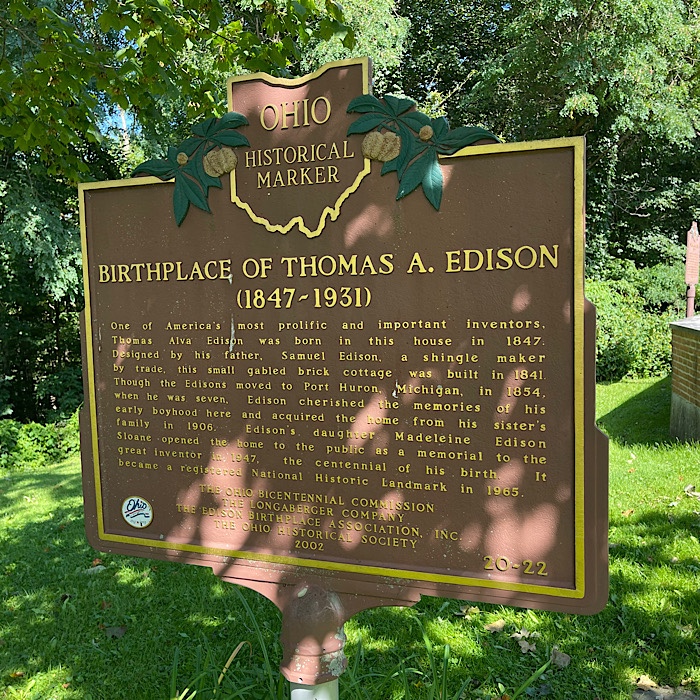 OHIO
HISTORICAL
MARKER
BIRTHPLACE OF THOMAS A. EDISON
(1847~1931)
One of America's most prolific and important inventors,
Thomas Alva Edison was born in this house in 1847.
Designed by his father, Samuel Edison, a shingle maker
by trade, this small gabled brick cottage was built in 1841.
Though the Edisons moved to Port Huron, Michigan, in 1854,
when he was seven, Edison cherished the memories of his
early boyhood here and acquired the home from his sister's
family in 1906. Edison's daughter Madeleine Edison
Sloane opened the home to the public as a memorial to the
great inventor in 1947, the centennial of his birth. It
became a registered National Historic Landmark in 1965.
THE OHIO BICENTENNIAL COMMISSION
THE LONGABERGER COMPANY
THE EDISON BIRTHPLACE ASSOCIATION, INC.
THE OHIO HISTORICAL SOCIETY
2002
Ohio
20-22